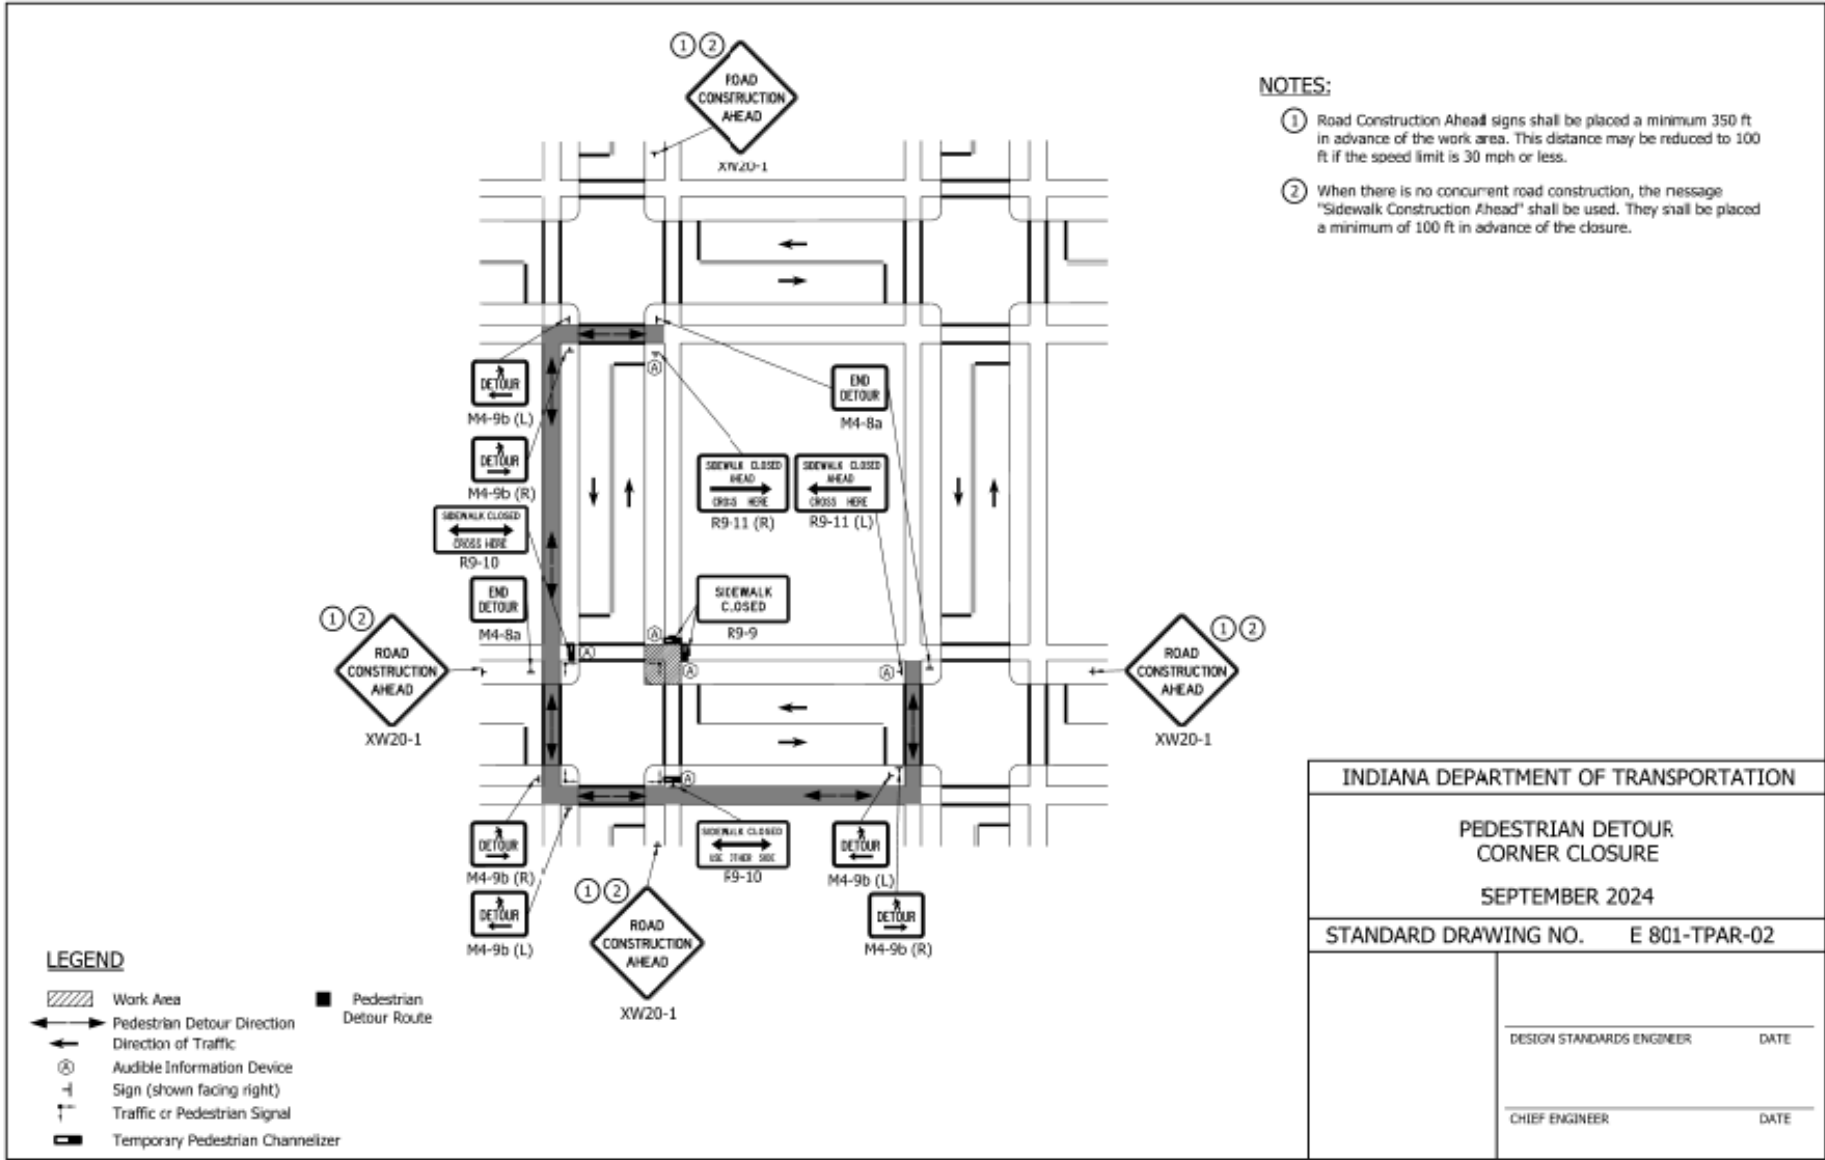 1 2
ROAD
CONSTRUCTION
AHEAD
XW20-1
NOTES:
1 Road Construction Ahead signs shall be placed a minimum 350 ft
in advance of the work area. This distance may be reduced to 100
ft if the speed limit is 30 mph or less.
2 When there is no concurrent road construction, the message
"Sidewalk Construction Ahead" shall be used. They shall be placed
a minimum of 100 ft in advance of the closure.
DETOUR
M4-9b (L)
A
END
DETOUR
M4-8a
DETOUR
M4-9b (R)
SIDEWALK CLOSED
AHEAD
CROSS HERE
R9-11 (R)
SIDEWALK CLOSED
AHEAD
CROSS HERE
R9-11 (L)
SIDEWALK CLOSED
CROSS HERE
R9-10
END
DETOUR
M4-8a
SIDEWALK
CLOSED
R9-9
A
A
A
A
1 2
ROAD
CONSTRUCTION
AHEAD
XW20-1
1 2
ROAD
CONSTRUCTION
AHEAD
XW20-1
A
DETOUR
M4-9b (R)
SIDEWALK CLOSED
USE OTHER SIDE
R9-10
DETOUR
M4-9b (L)
DETOUR
M4-9b (L)
DETOUR
M4-9b (R)
1 2
ROAD
CONSTRUCTION
AHEAD
XW20-1
LEGEND
Work Area
Pedestrian Detour Direction
Direction of Traffic
A Audible Information Device
Sign (shown facing right)
Traffic or Pedestrian Signal
Temporary Pedestrian Channelizer
Pedestrian
Detour Route
INDIANA DEPARTMENT OF TRANSPORTATION
PEDESTRIAN DETOUR
CORNER CLOSURE
SEPTEMBER 2024
STANDARD DRAWING NO. E 801-TPAR-02
DESIGN STANDARDS ENGINEER DATE
CHIEF ENGINEER DATE